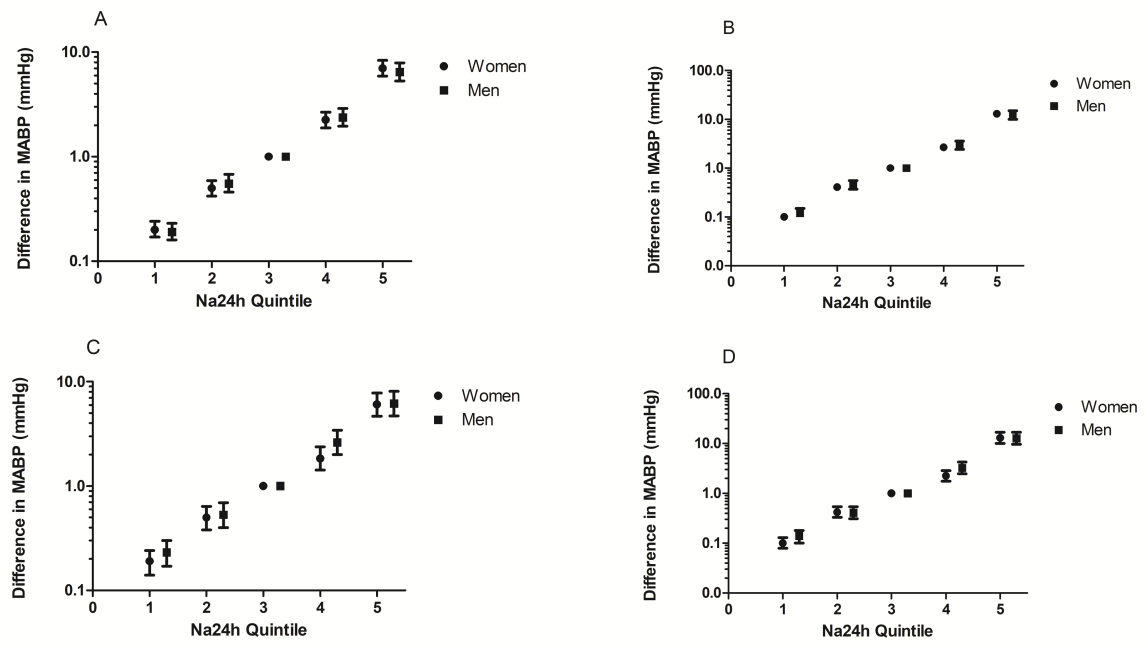 A
Difference in MABP (mmHg)
10.0
1.0
0.1
0 1 2 3 4 5
Na24h Quintile
Women
Men
B
Difference in MABP (mmHg)
100.0
10.0
1.0
0.1
0.0
0 1 2 3 4 5
Na24h Quintile
Women
Men
C
Difference in MABP (mmHg)
10.0
1.0
0.1
0 1 2 3 4 5
Na24h Quintile
Women
Men
D
Difference in MABP (mmHg)
100.0
10.0
1.0
0.1
0.0
0 1 2 3 4 5
Na24h Quintile
Women
Men